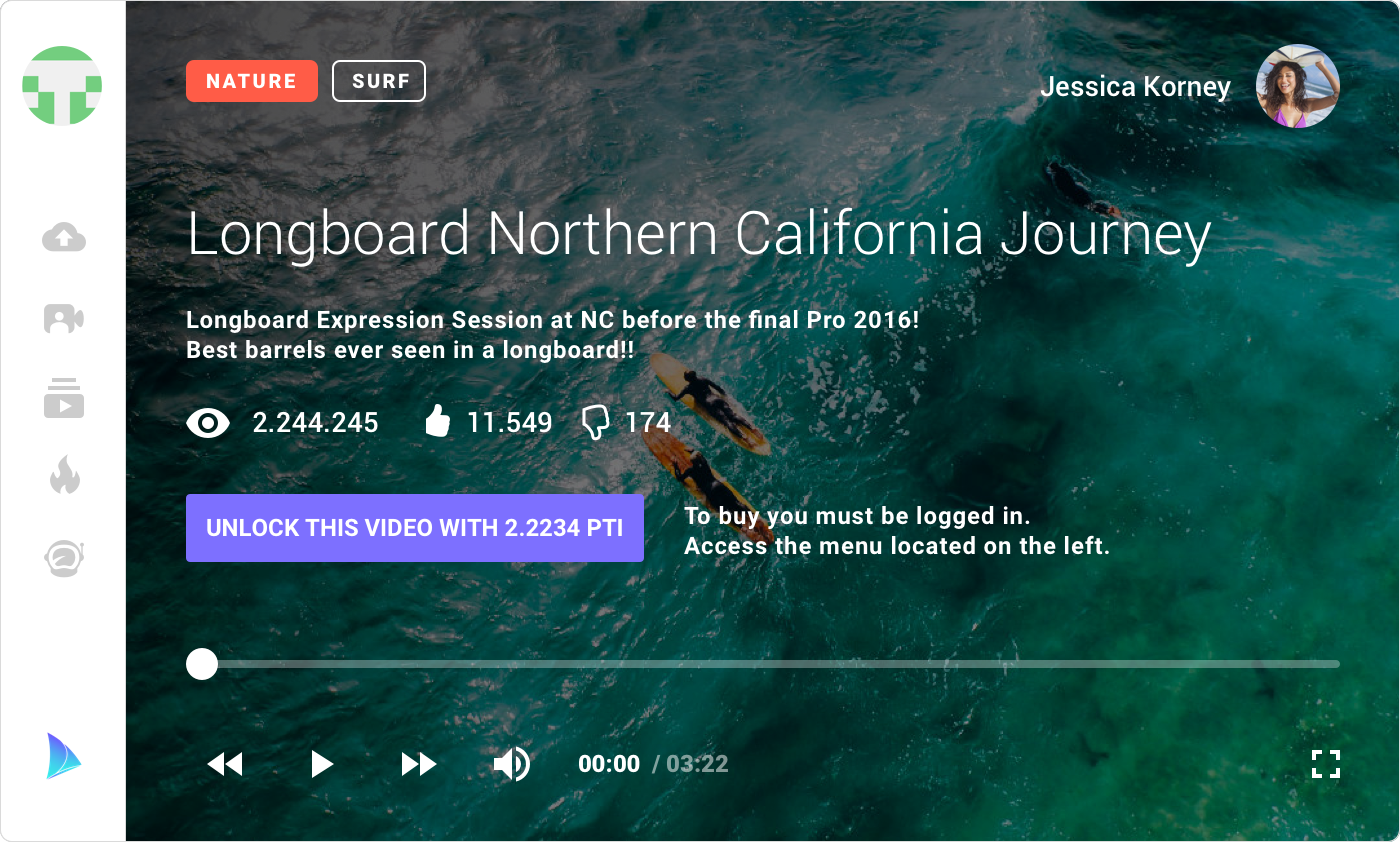 NATURE SURF
Jessica Korney
Longboard Northern California Journey
Longboard Expression Session at NC before the final Pro 2016!
Best barrels ever seen in a longboard!!
2.244.245 11.549 174
UNLOCK THIS VIDEO WITH 2.2234 PTI
To buy you must be logged in.
Access the menu located on the left.
00:00 / 03:22